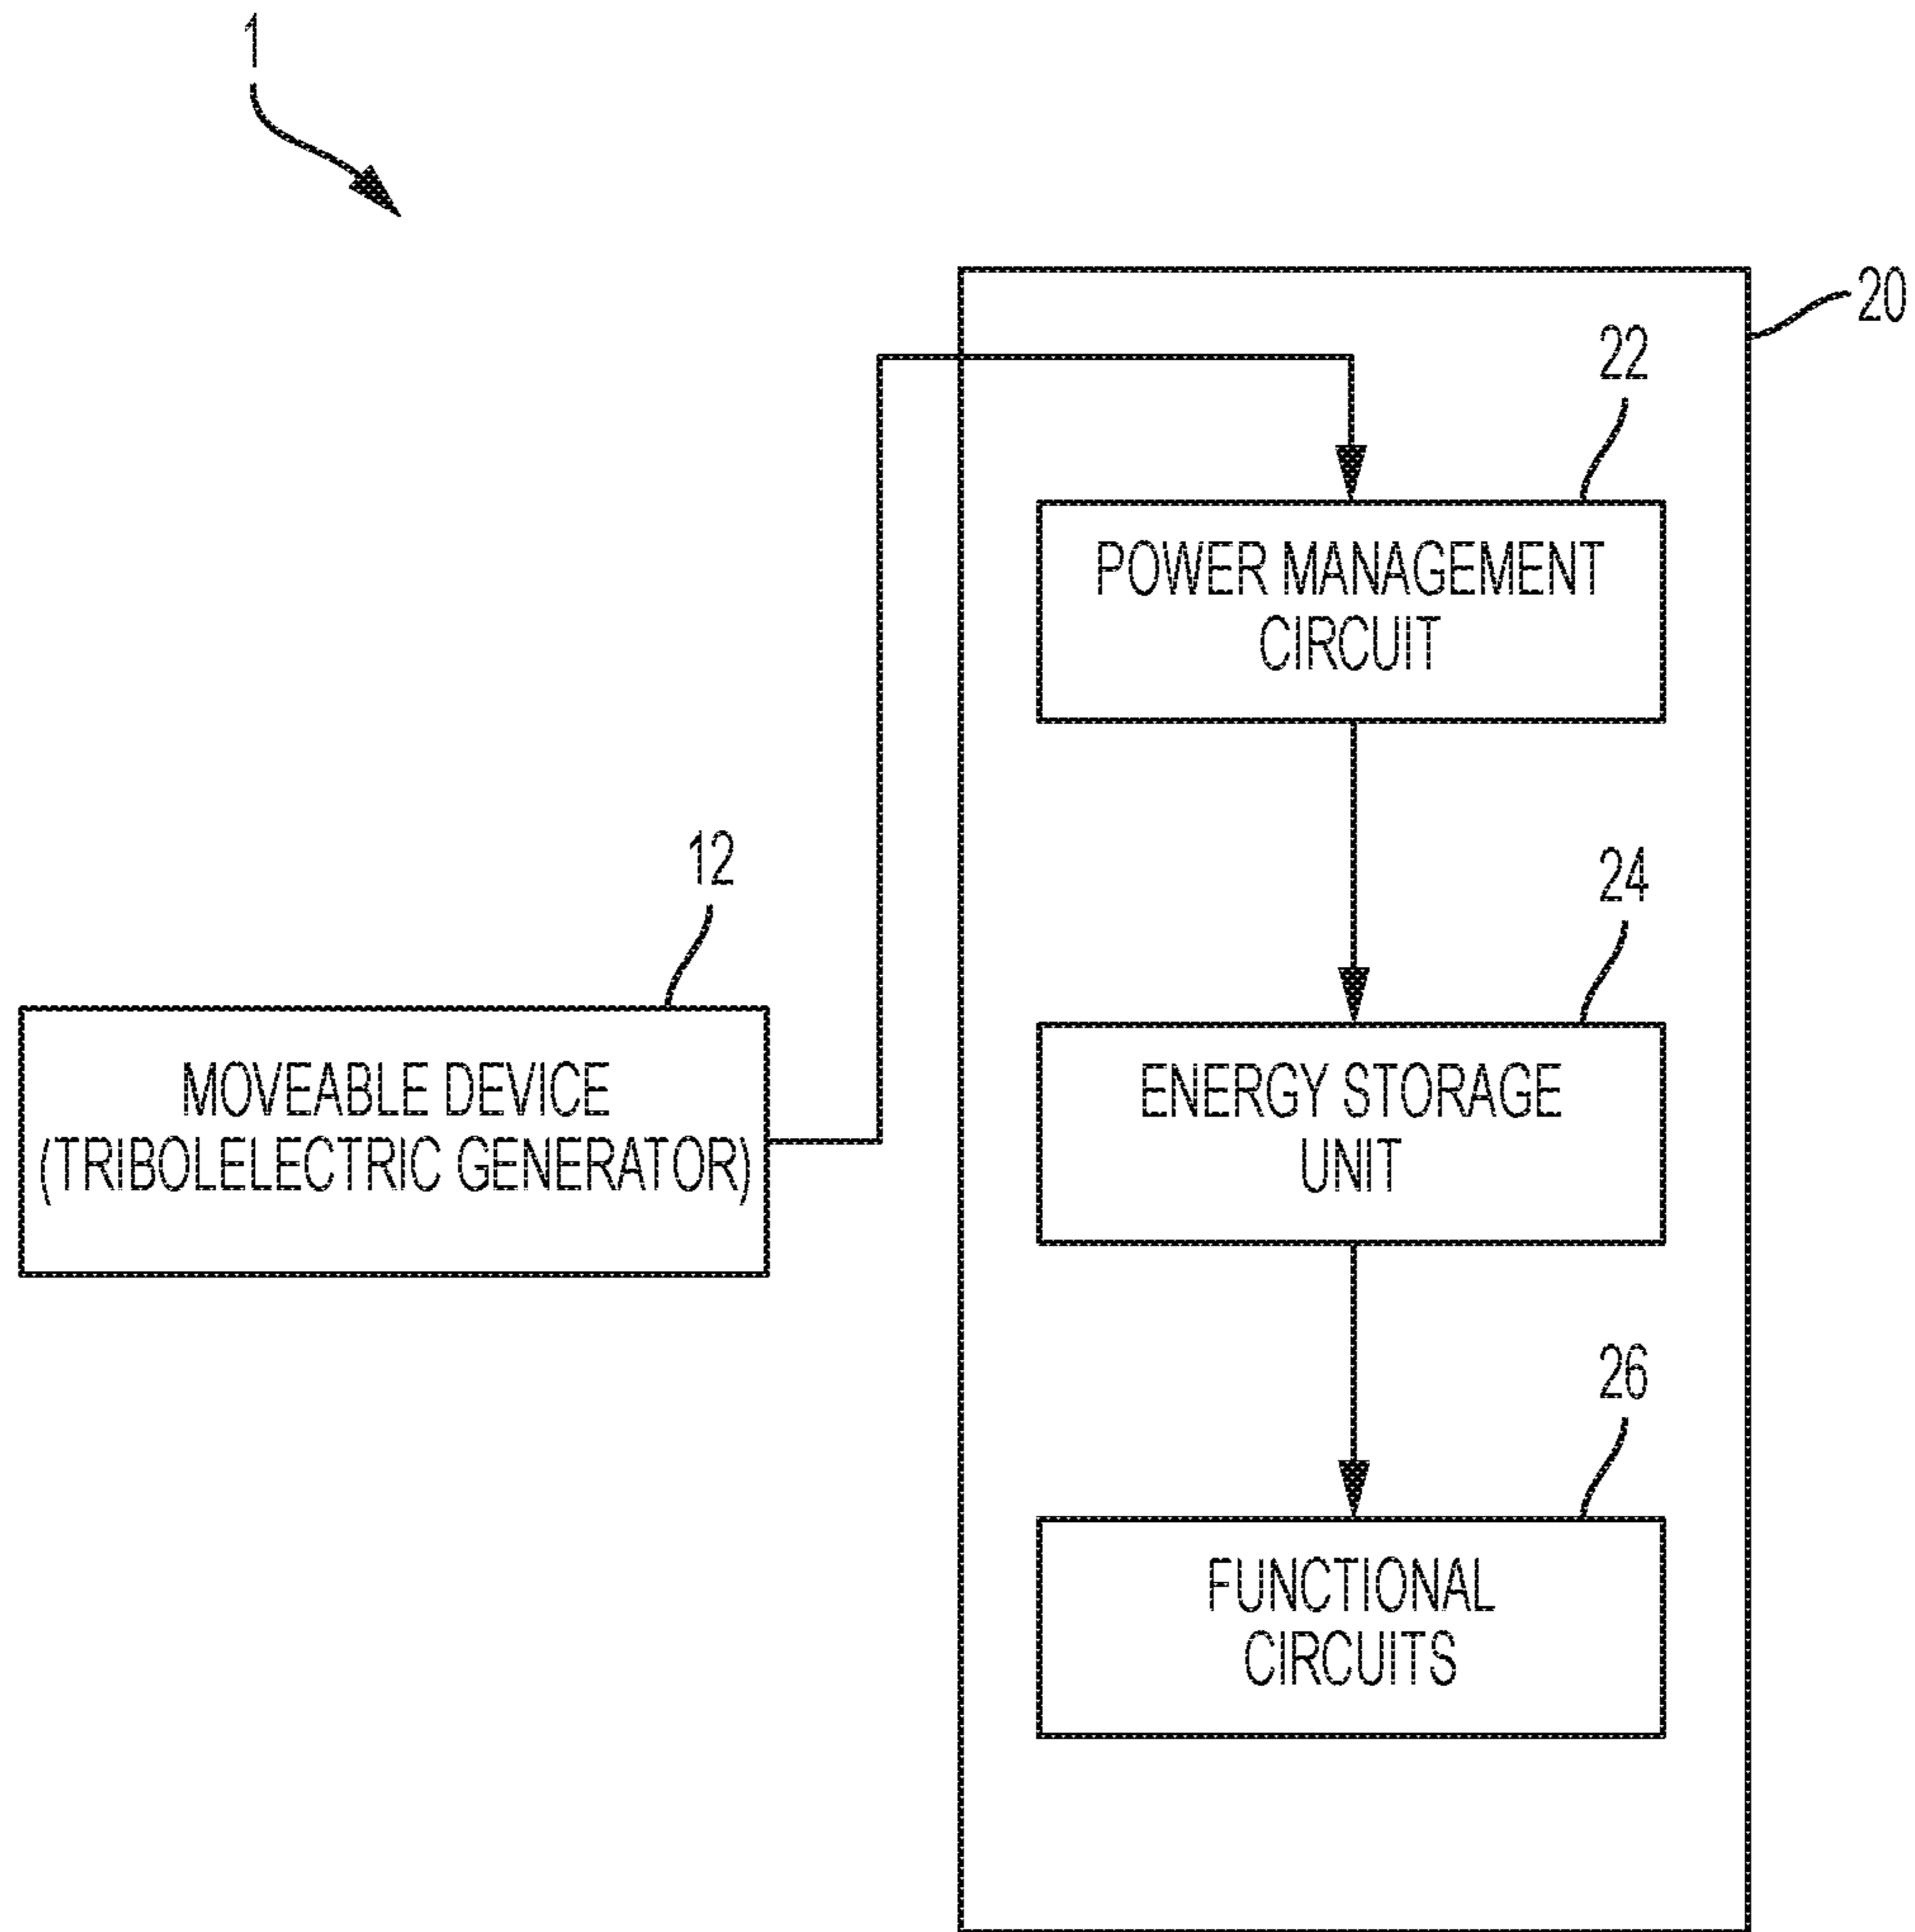 1
20
22
POWER MANAGEMENT
CIRCUIT
12
24
MOVEABLE DEVICE
(TRIBOLELECTRIC GENERATOR)
ENERGY STORAGE
UNIT
26
FUNCTIONAL
CIRCUITS